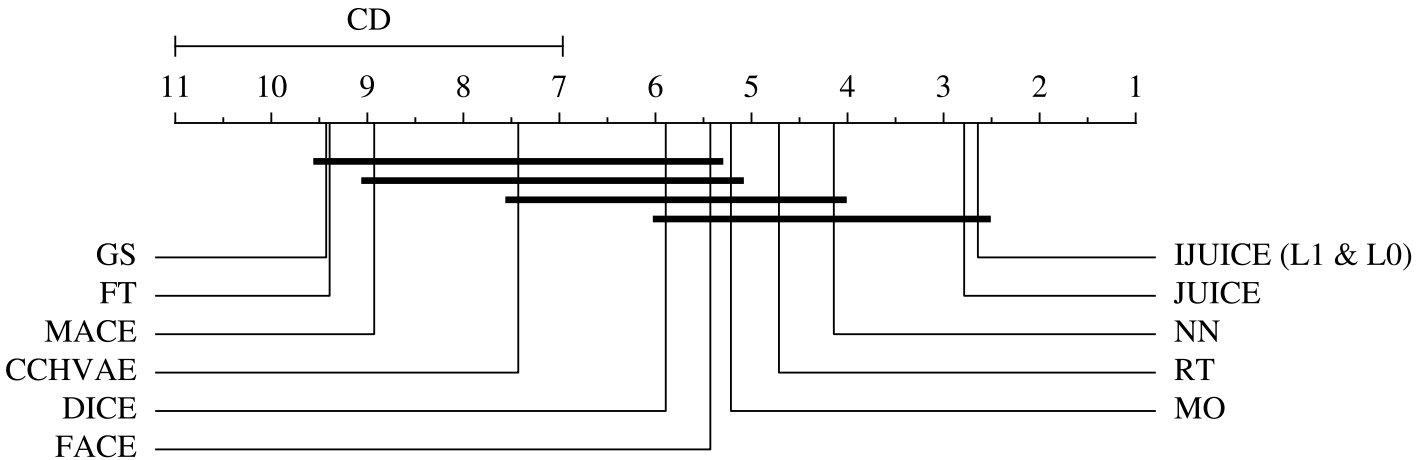 CD
11 10 9 8 7 6 5 4 3 2 1
GS IJUICE (L1 & L0)
FT JUICE
MACE NN
CCHVAE RT
DICE MO
FACE